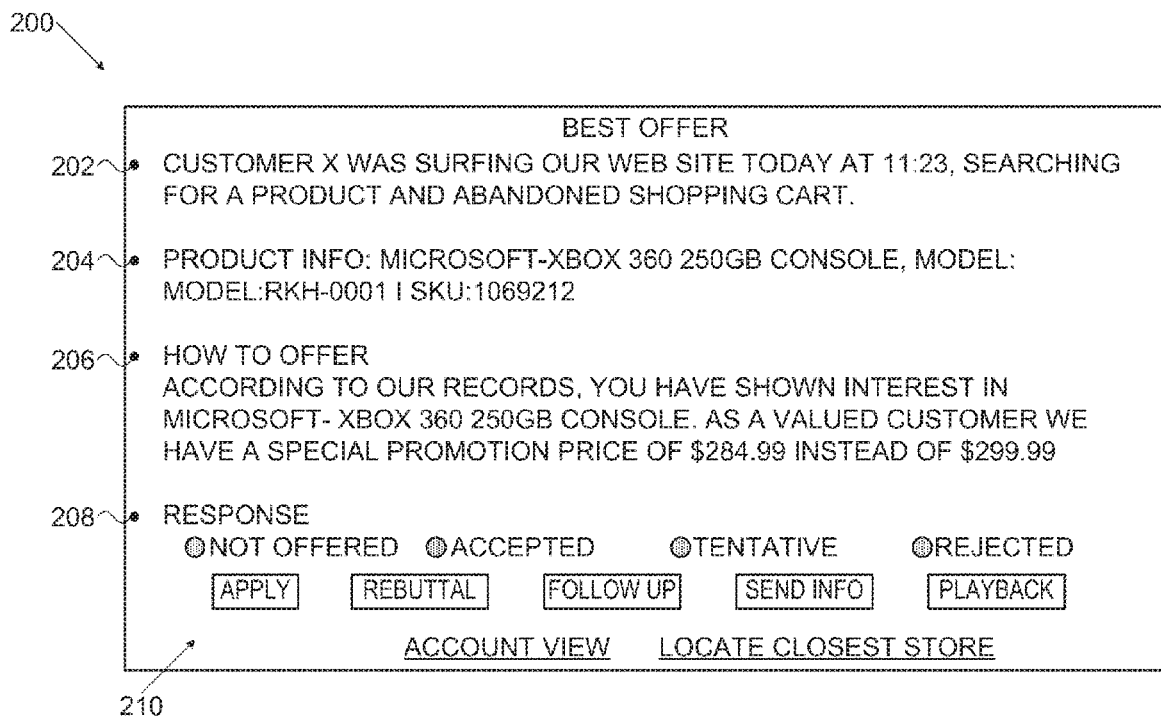 200
BEST OFFER
202 CUSTOMER X WAS SURFING OUR WEB SITE TODAY AT 11:23, SEARCHING
FOR A PRODUCT AND ABANDONED SHOPPING CART.
204 PRODUCT INFO: MICROSOFT-XBOX 360 250GB CONSOLE, MODEL:
MODEL:RKH-0001 I SKU:1069212
206 HOW TO OFFER
ACCORDING TO OUR RECORDS, YOU HAVE SHOWN INTEREST IN
MICROSOFT- XBOX 360 250GB CONSOLE. AS A VALUED CUSTOMER WE
HAVE A SPECIAL PROMOTION PRICE OF $284.99 INSTEAD OF $299.99
208 RESPONSE
NOT OFFERED ACCEPTED TENTATIVE REJECTED
APPLY REBUTTAL FOLLOW UP SEND INFO PLAYBACK
ACCOUNT VIEW LOCATE CLOSEST STORE
210